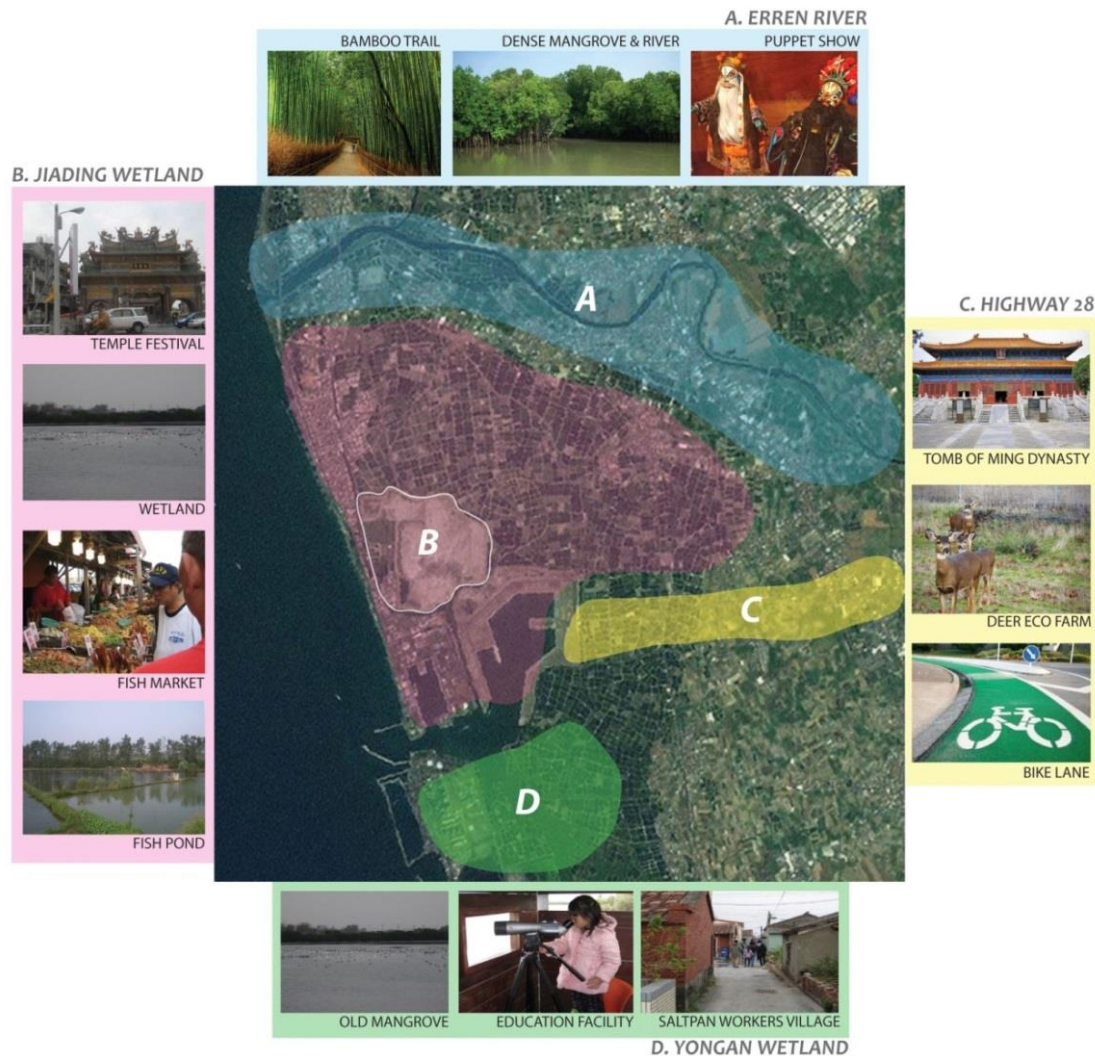 A. ERREN RIVER
BAMBOO TRAIL
DENSE MANGROVE & RIVER
PUPPET SHOW
B. JIADING WETLAND
TEMPLE FESTIVAL
WETLAND
FISH MARKET
FISH POND
A
B
C
D
C. HIGHWAY 28
TOMB OF MING DYNASTY
DEER ECO FARM
BIKE LANE
OLD MANGROVE
EDUCATION FACILITY
SALTPAN WORKERS VILLAGE
D. YONGAN WETLAND